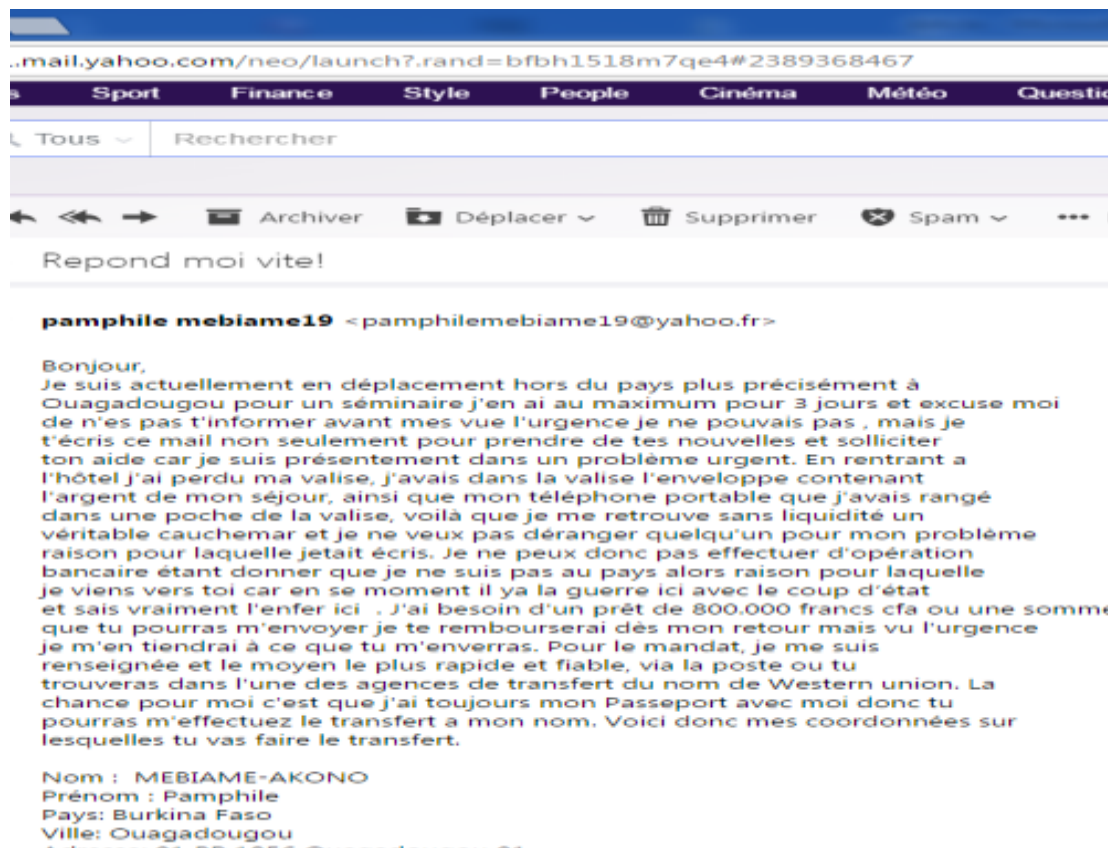 .mail.yahoo.com/neo/launch?.rand=bfbh1518m7qe4#2389368467
Sport Finance Style People Cinéma Météo
Tous Rechercher
Archiver Déplacer Supprimer Spam
Repond moi vite!
pamphile mebiame19 <pamphilemebiame19@yahoo.fr>
Bonjour,
Je suis actuellement en déplacement hors du pays plus précisément à
Ouagadougou pour un séminaire j'en ai au maximum pour 3 jours et excuse moi
de n'es pas t'informer avant mes vue l'urgence je ne pouvais pas , mais je
t'écris ce mail non seulement pour prendre de tes nouvelles et solliciter
ton aide car je suis présentement dans un problème urgent. En rentrant a
l'hôtel j'ai perdu ma valise, j'avais dans la valise l'enveloppe contenant
l'argent de mon séjour, ainsi que mon téléphone portable que j'avais rangé
dans une poche de la valise, voilà que je me retrouve sans liquidité un
véritable cauchemar et je ne veux pas déranger quelqu'un pour mon problème
raison pour laquelle jetait écris. Je ne peux donc pas effectuer d'opération
bancaire étant donner que je ne suis pas au pays alors raison pour laquelle
je viens vers toi car en se moment il ya la guerre ici avec le coup d'état
et sais vraiment l'enfer ici . J'ai besoin d'un prêt de 800.000 francs cfa ou une somme
que tu pourras m'envoyer je te rembourserai dès mon retour mais vu l'urgence
je m'en tiendrai à ce que tu m'enverras. Pour le mandat, je me suis
renseignée et le moyen le plus rapide et fiable, via la poste ou tu
trouveras dans l'une des agences de transfert du nom de Western union. La
chance pour moi c'est que j'ai toujours mon Passeport avec moi donc tu
pourras m'effectuez le transfert a mon nom. Voici donc mes coordonnées sur
lesquelles tu vas faire le transfert.
Nom : MEBIAME-AKONO
Prénom : Pamphile
Pays: Burkina Faso
Ville: Ouagadougou